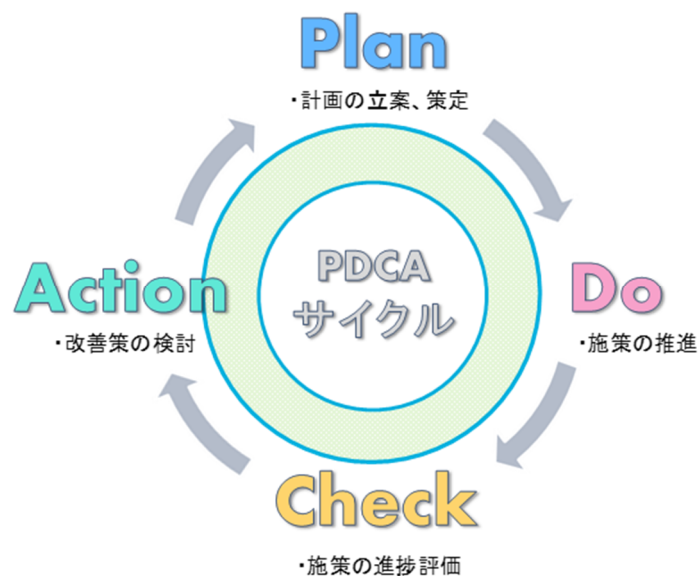 Plan
・計画の立案、策定
Do
・施策の推進
Check
・施策の進捗評価
Action
・改善策の検討
PDCA
サイクル